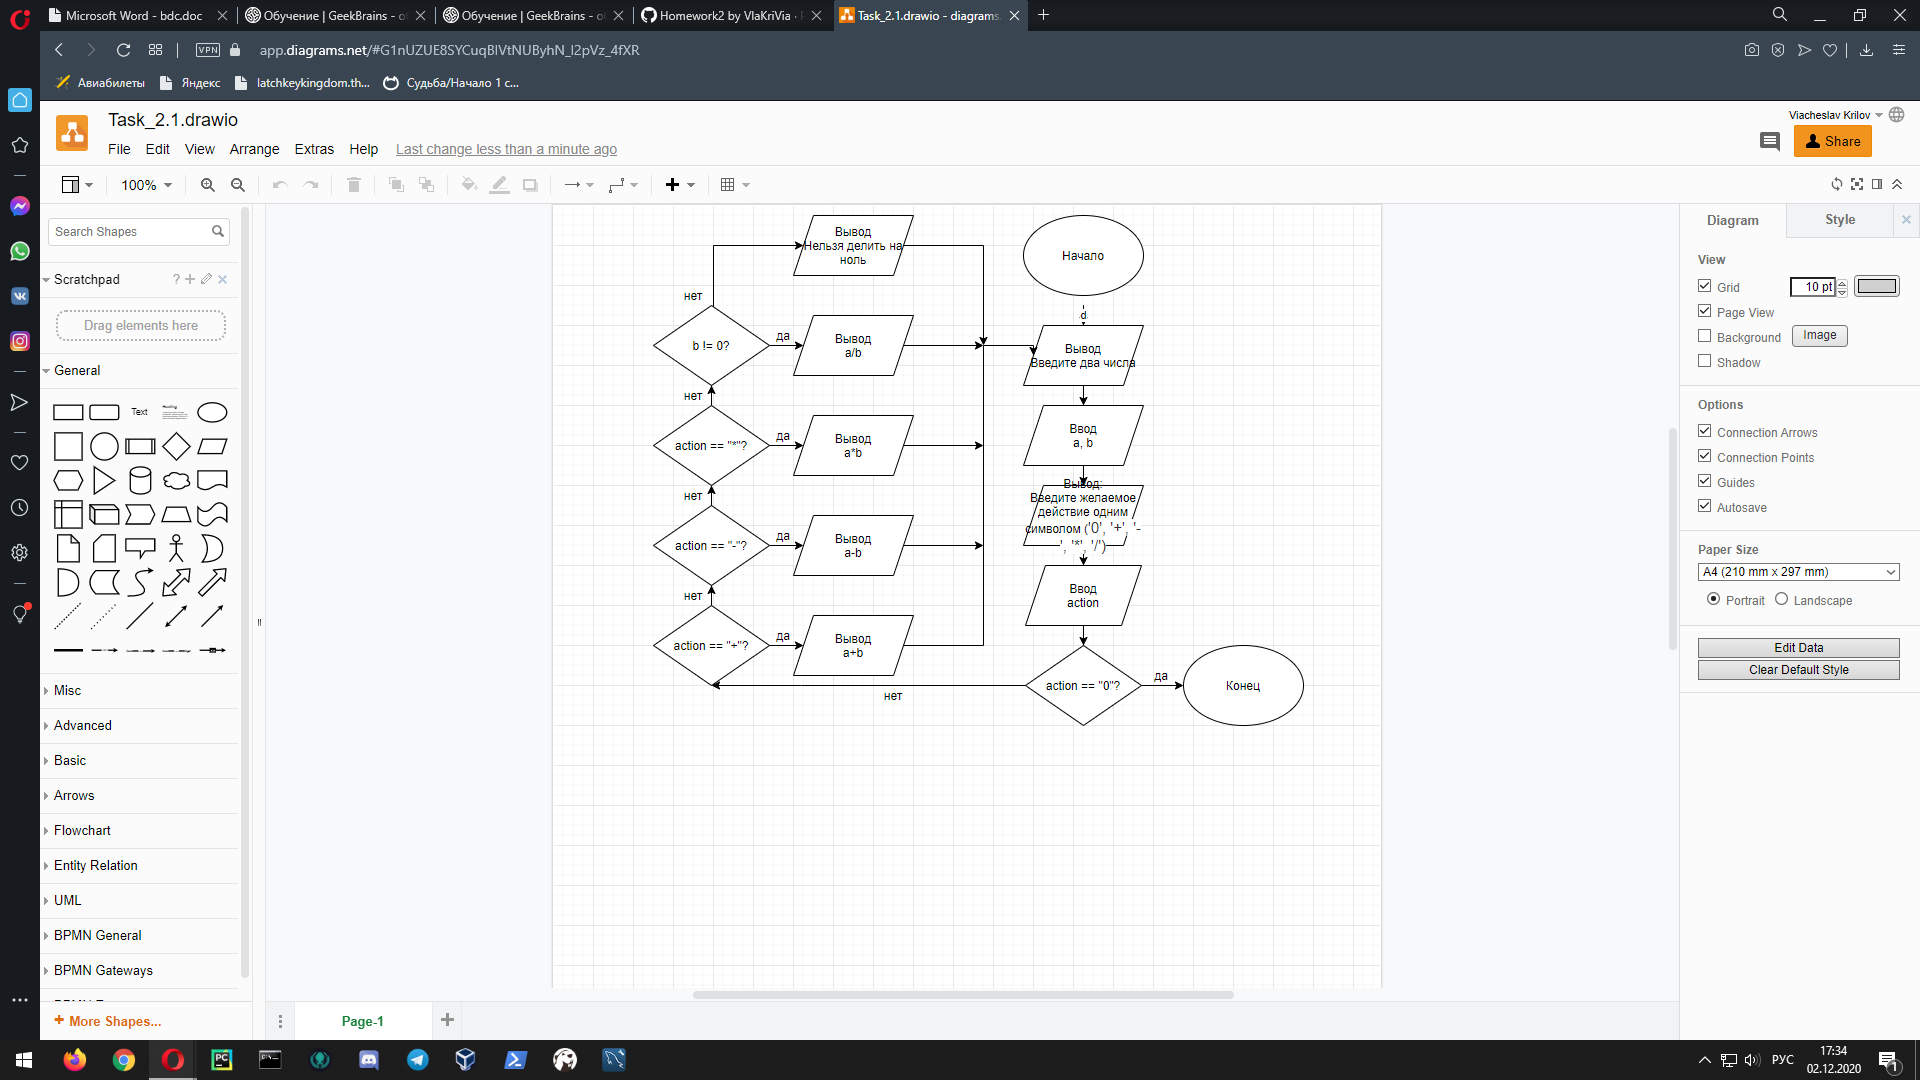 Microsoft Word - bdc.doc
Обучение | GeekBrains - о
Обучение | GeekBrains - о
Homework2 by VlaKriVia ·
Task_2.1.drawio - diagrams.
VPN
app.diagrams.net/#G1nUZUE8SYCuqBlVtNUByhN_l2pVz_4fXR
Авиабилеты
Яндекс
latchkeykingdom.th...
Судьба/Начало 1 с...
Task_2.1.drawio
Viacheslav Krilov
File
Edit
View
Arrange
Extras
Help
Last change less than a minute ago
Share
100%
Search Shapes
Scratchpad
?
Drag elements here
General
Text
Heading
Misc
Advanced
Basic
Arrows
Flowchart
Entity Relation
UML
BPMN General
BPMN Gateways
+ More Shapes...
Вывод
Нельзя делить на
ноль
Начало
нет
d
b != 0?
да
Вывод
a/b
Вывод
Введите два числа
нет
action == "*"?
да
Вывод
a*b
Ввод
a, b
нет
action == "-"?
да
Вывод
a-b
Вывод:
Введите желаемое
действие одним
символом ('0', '+', '-
', '*', '/')
нет
action == "+"?
да
Вывод
a+b
Ввод
action
нет
action == "0"?
да
Конец
Diagram
Style
View
Grid
10 pt
Page View
Background
Image
Shadow
Options
Connection Arrows
Connection Points
Guides
Autosave
Paper Size
A4 (210 mm x 297 mm)
Portrait
Landscape
Edit Data
Clear Default Style
Page-1
PC
РУС
17:34
02.12.2020
1